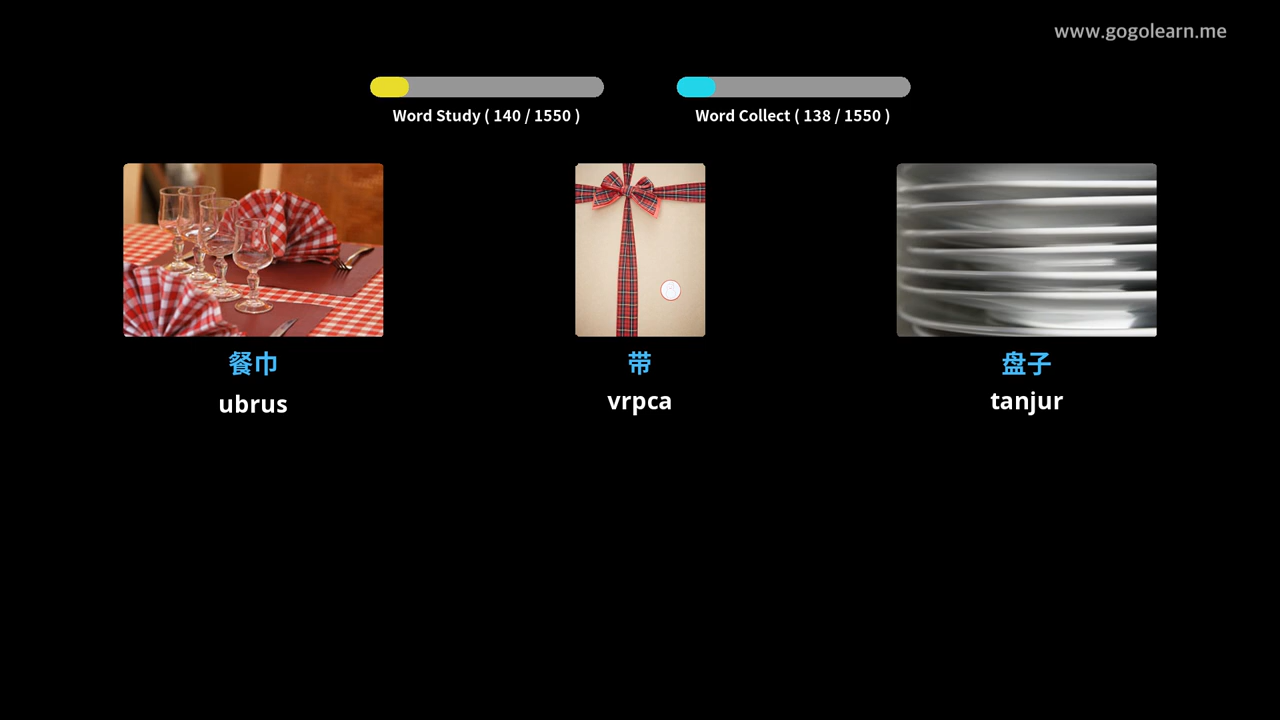 www.gogolearn.me
Word Study ( 140 / 1550 )
Word Collect ( 138 / 1550 )
餐巾
带
盘子
ubrus
vrpca
tanjur